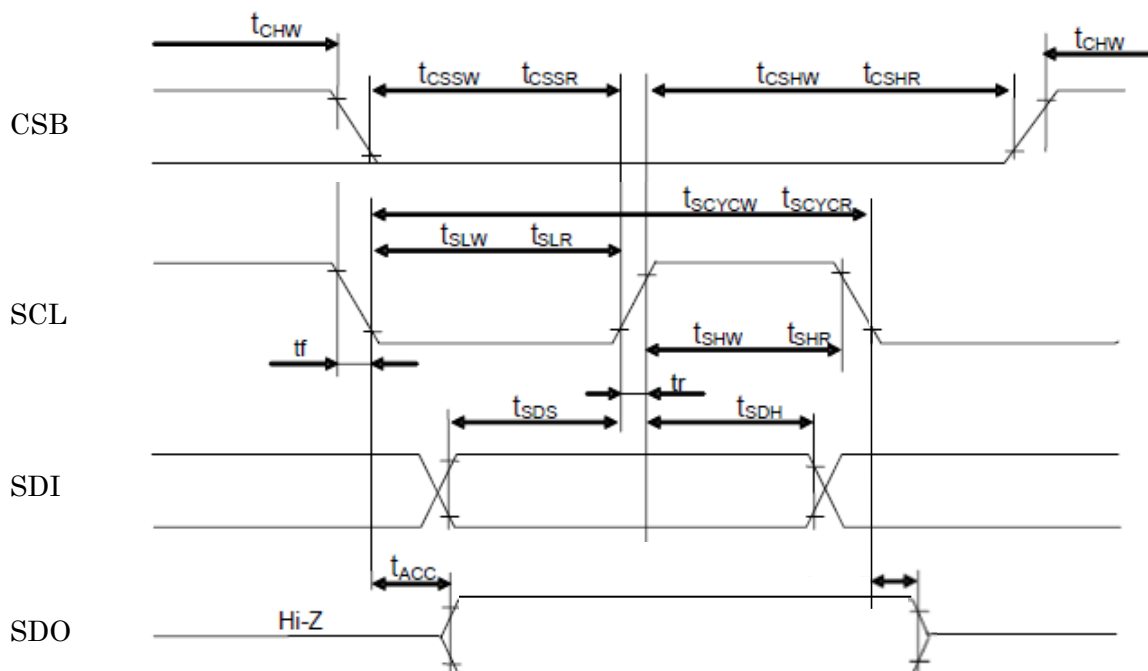 tCHW tCHW
tCSSW tCSSR tCSHW tCSHR
CSB
tSCYCW tSCYCR
tSLW tSLR
SCL
tSHW tSHR
tf
tr
tSDS tSDH
SDI
tACC
Hi-Z
SDO